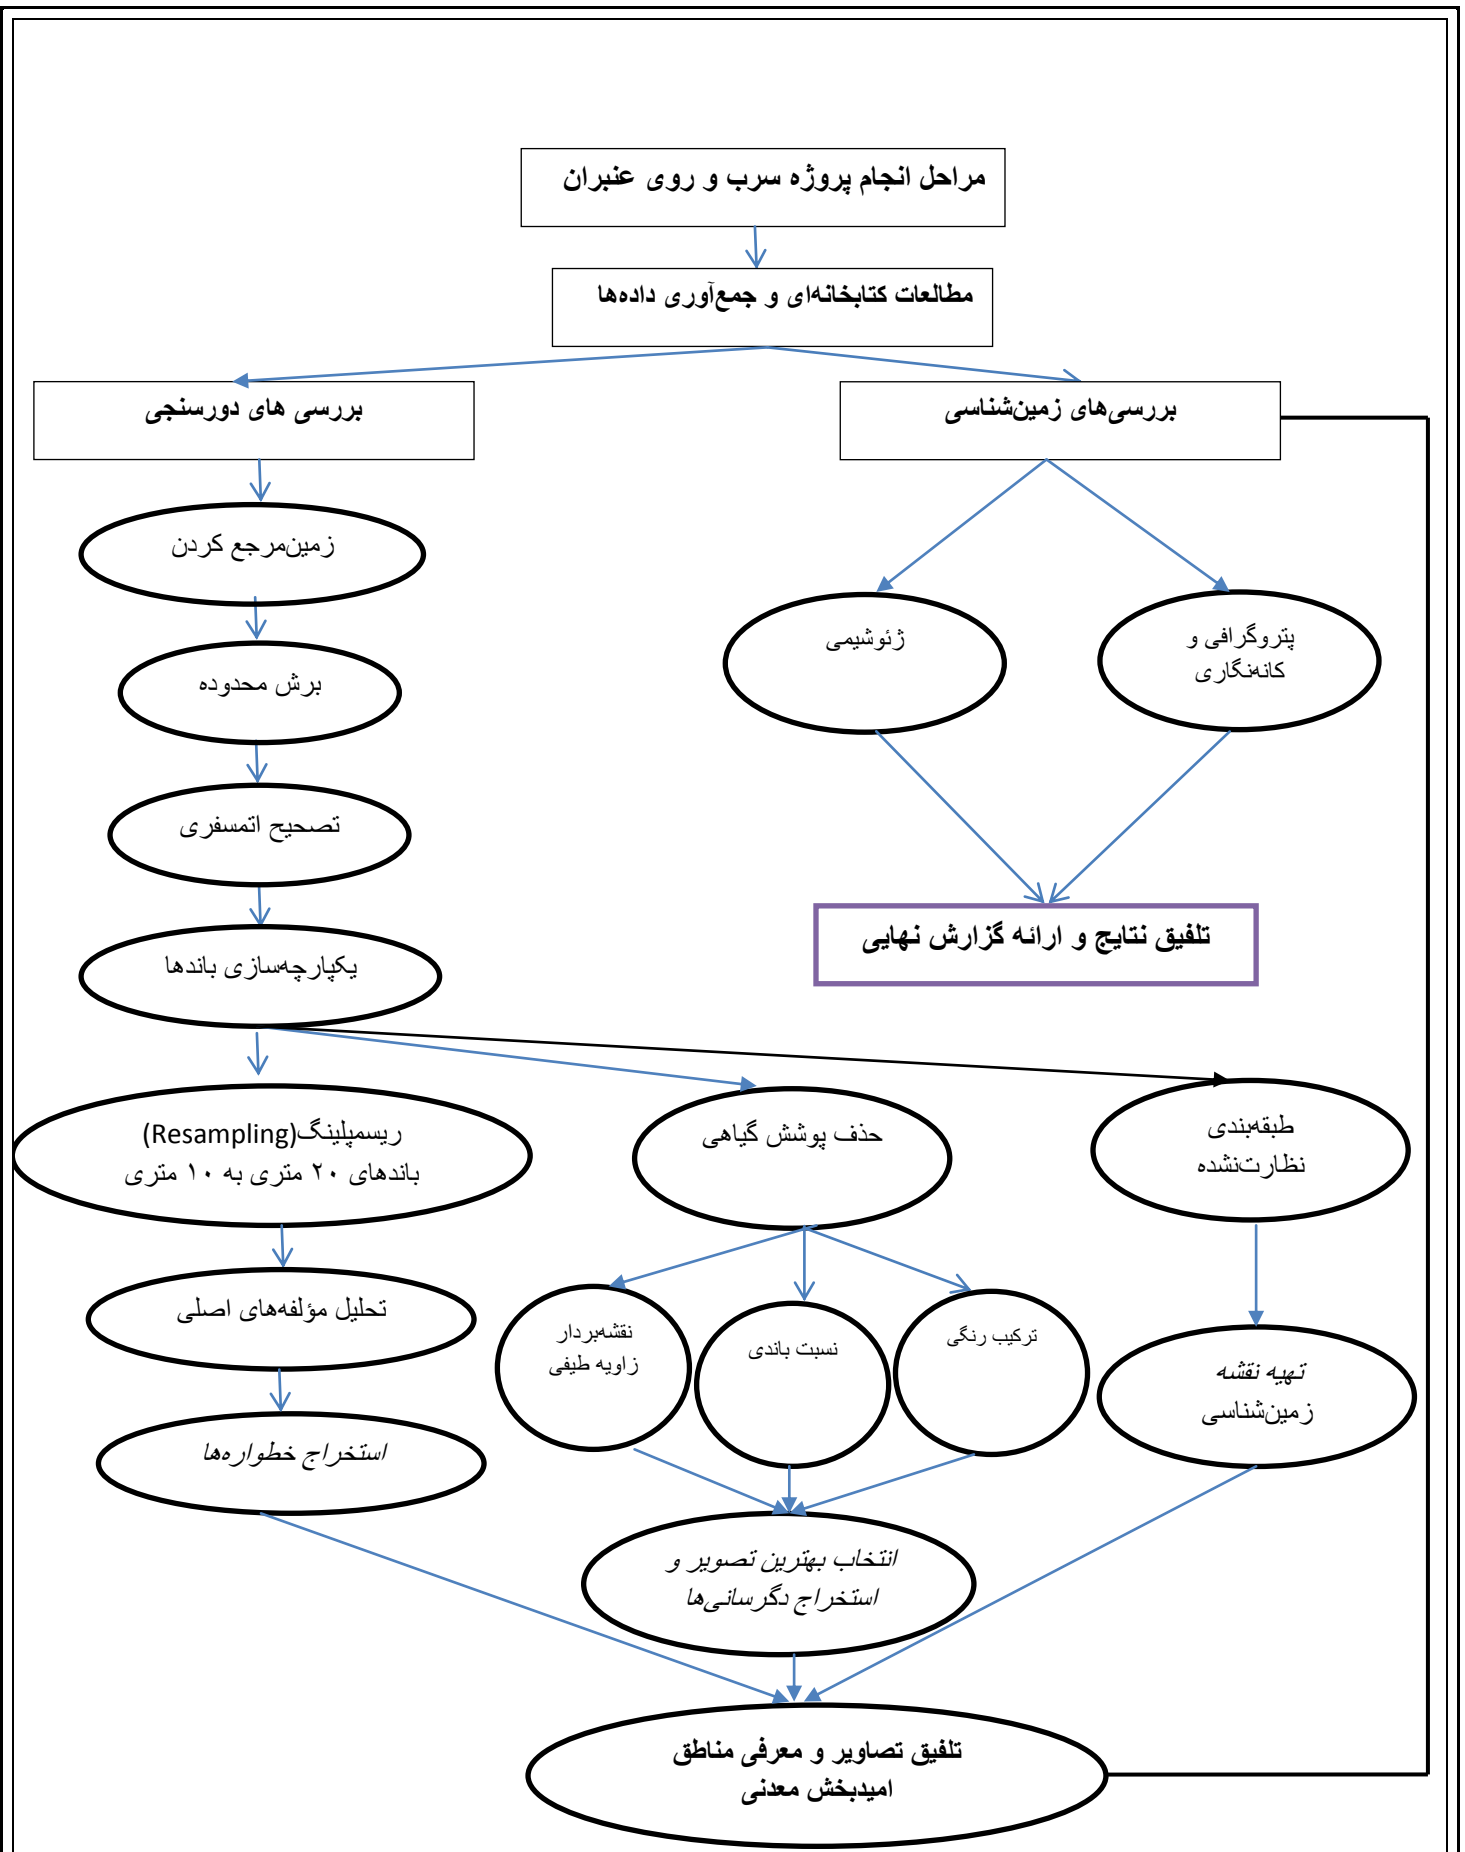 مراحل انجام پروژه سرب و روی عنبران
مطالعات کتابخانه‌ای و جمع‌آوری داده‌ها
بررسی‌های زمین‌شناسی
بررسی های دورسنجی
زمین‌مرجع کردن
پتروگرافی و
کانه‌نگاری
ژئوشیمی
برش محدوده
تصحیح اتمسفری
تلفیق نتایج و ارائه گزارش نهایی
یکپارچه‌سازی باندها
طبقه‌بندی
نظارت‌نشده
حذف پوشش گیاهی
ریسمپلینگ(Resampling)
باندهای ۲۰ متری به ۱۰ متری
تحلیل مؤلفه‌های اصلی
ترکیب رنگی
نسبت باندی
نقشه‌بردار
زاویه طیفی
تهیه نقشه
زمین‌شناسی
استخراج خطواره‌ها
انتخاب بهترین تصویر و
استخراج دگرسانی‌ها
تلفیق تصاویر و معرفی مناطق
امیدبخش معدنی